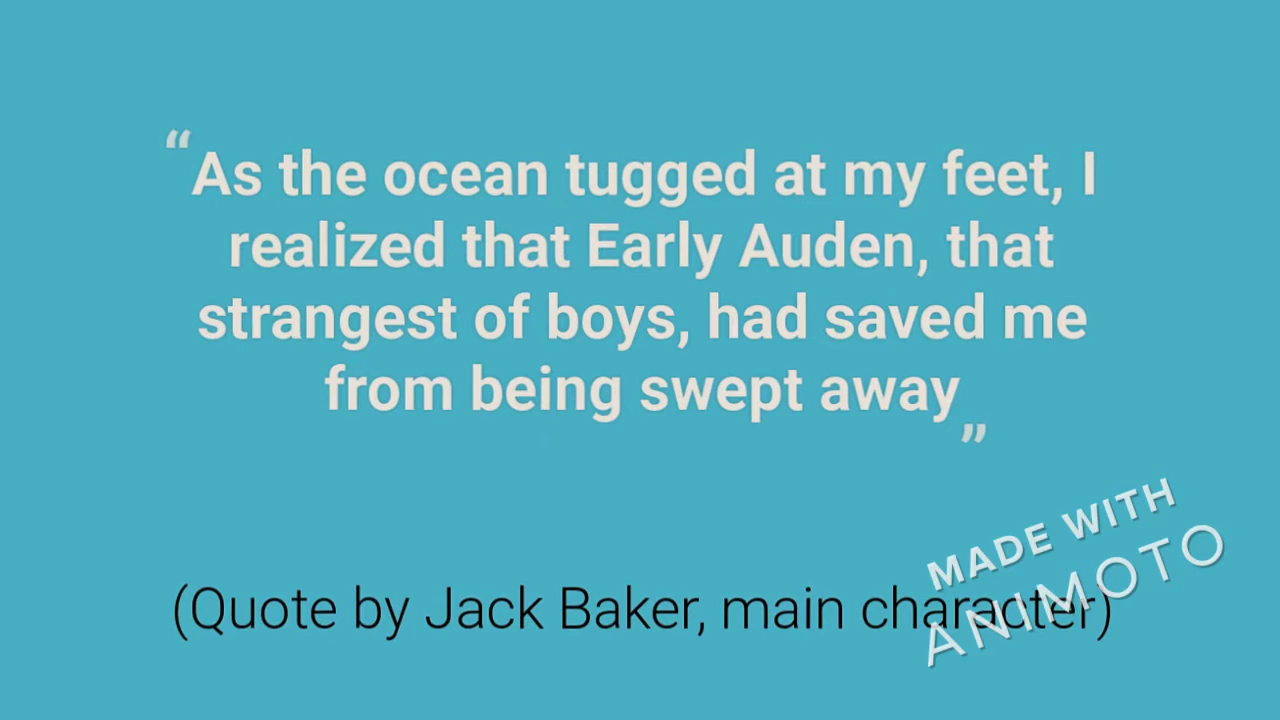 “As the ocean tugged at my feet, I
realized that Early Auden, that
strangest of boys, had saved me
from being swept away”
(Quote by Jack Baker, main character)
MADE WITH
ANIMOTO